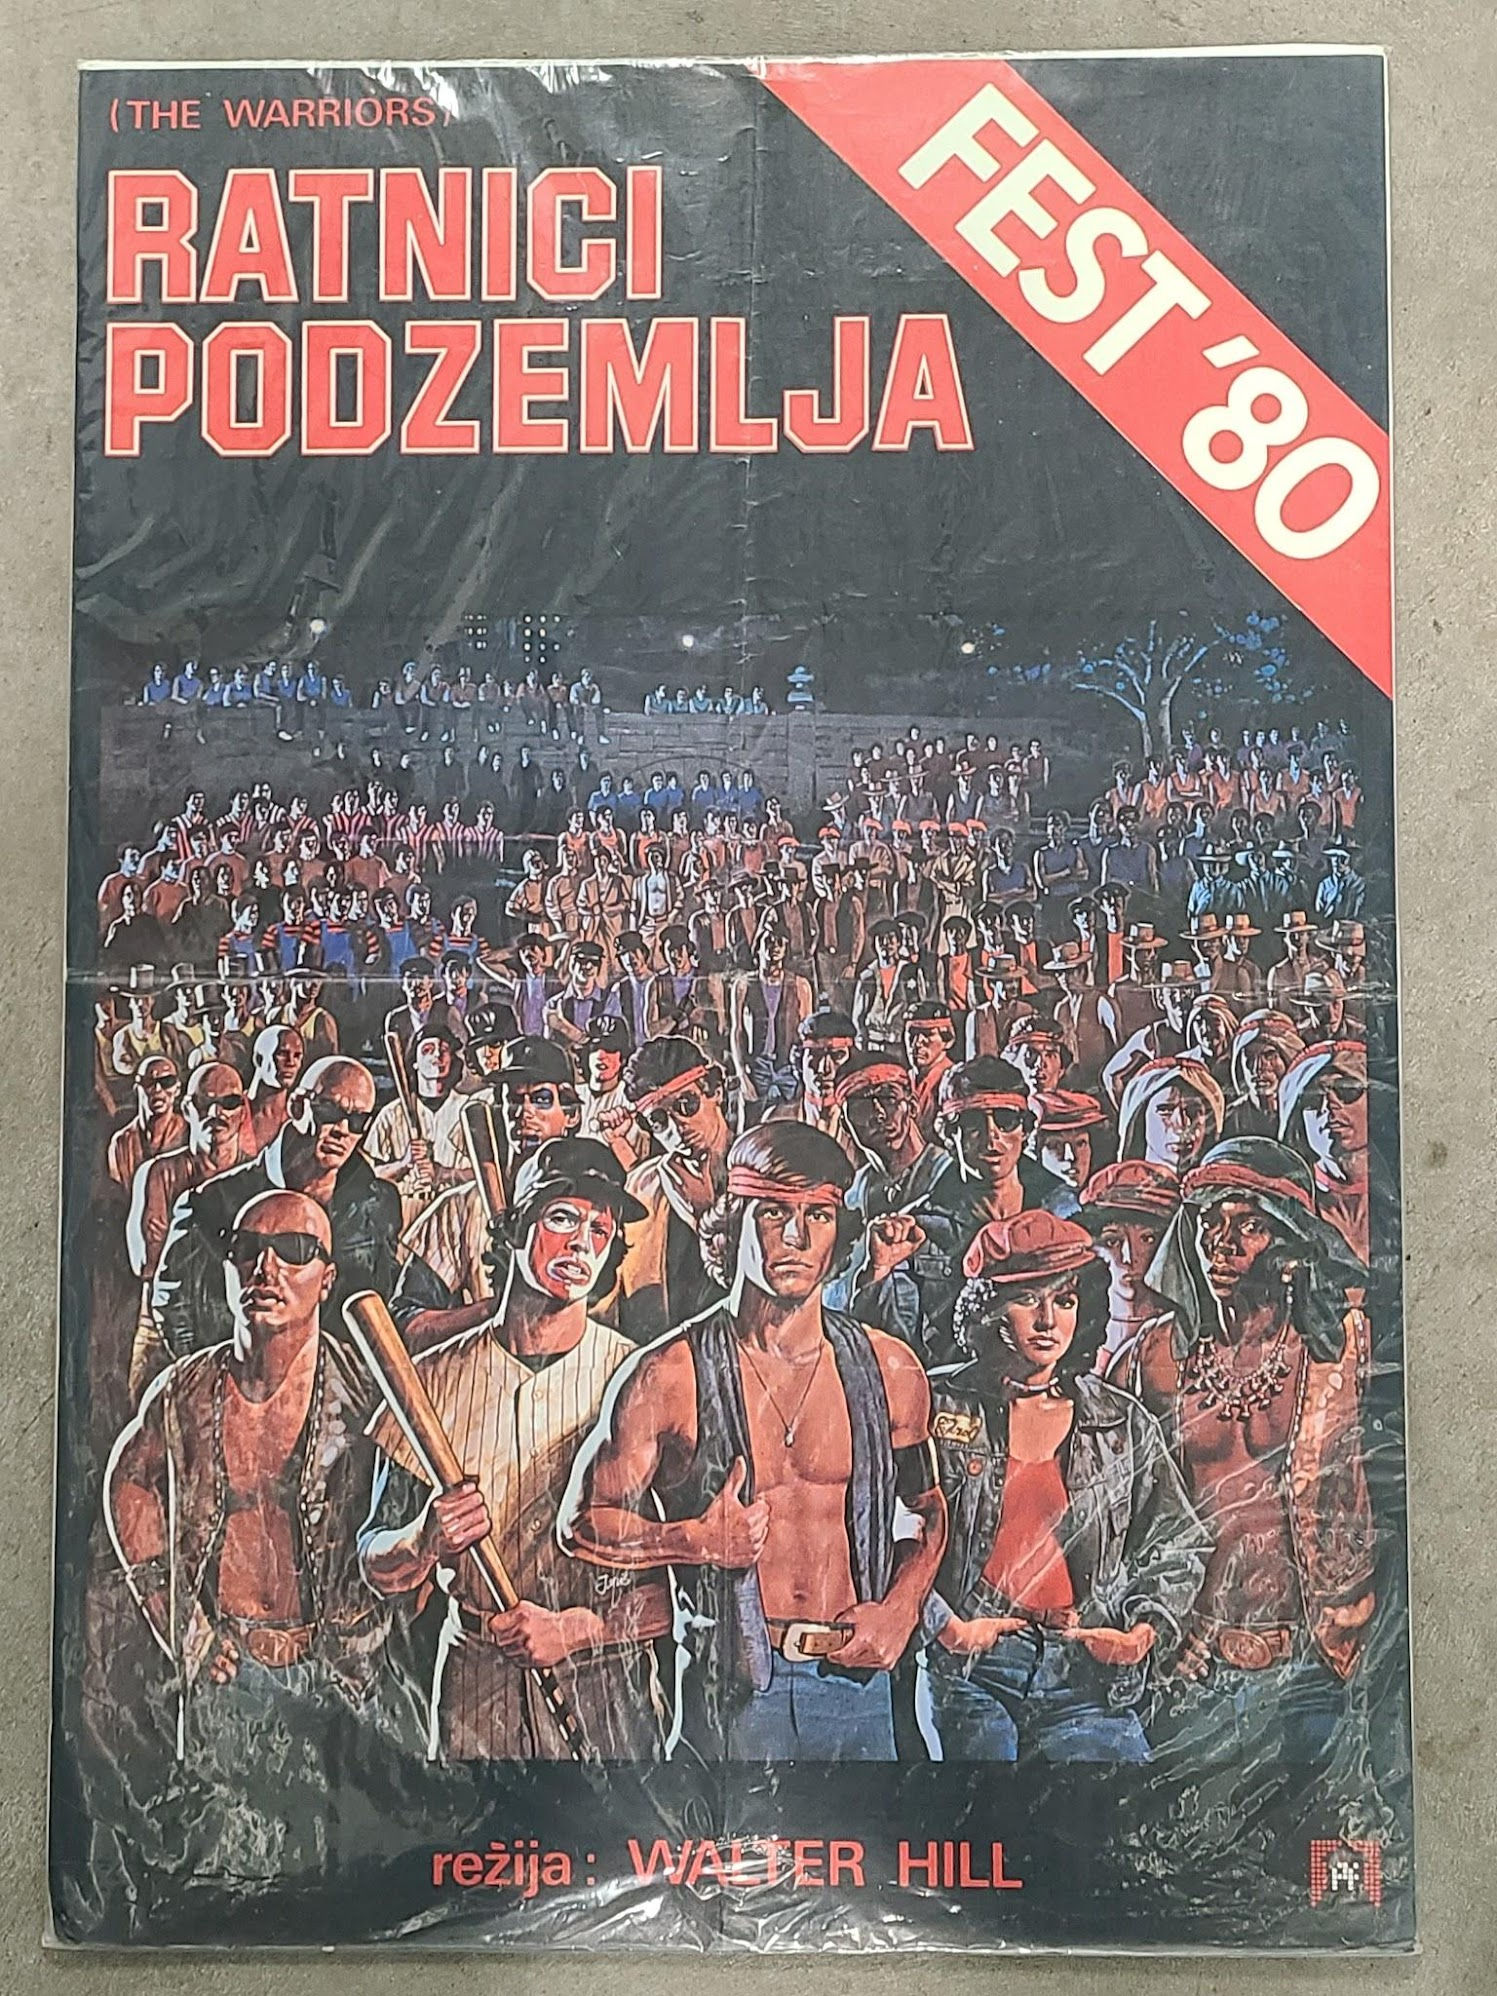 (THE WARRIORS)
RATNICI
PODZEMLJA
FEST '80
režija: WALTER HILL